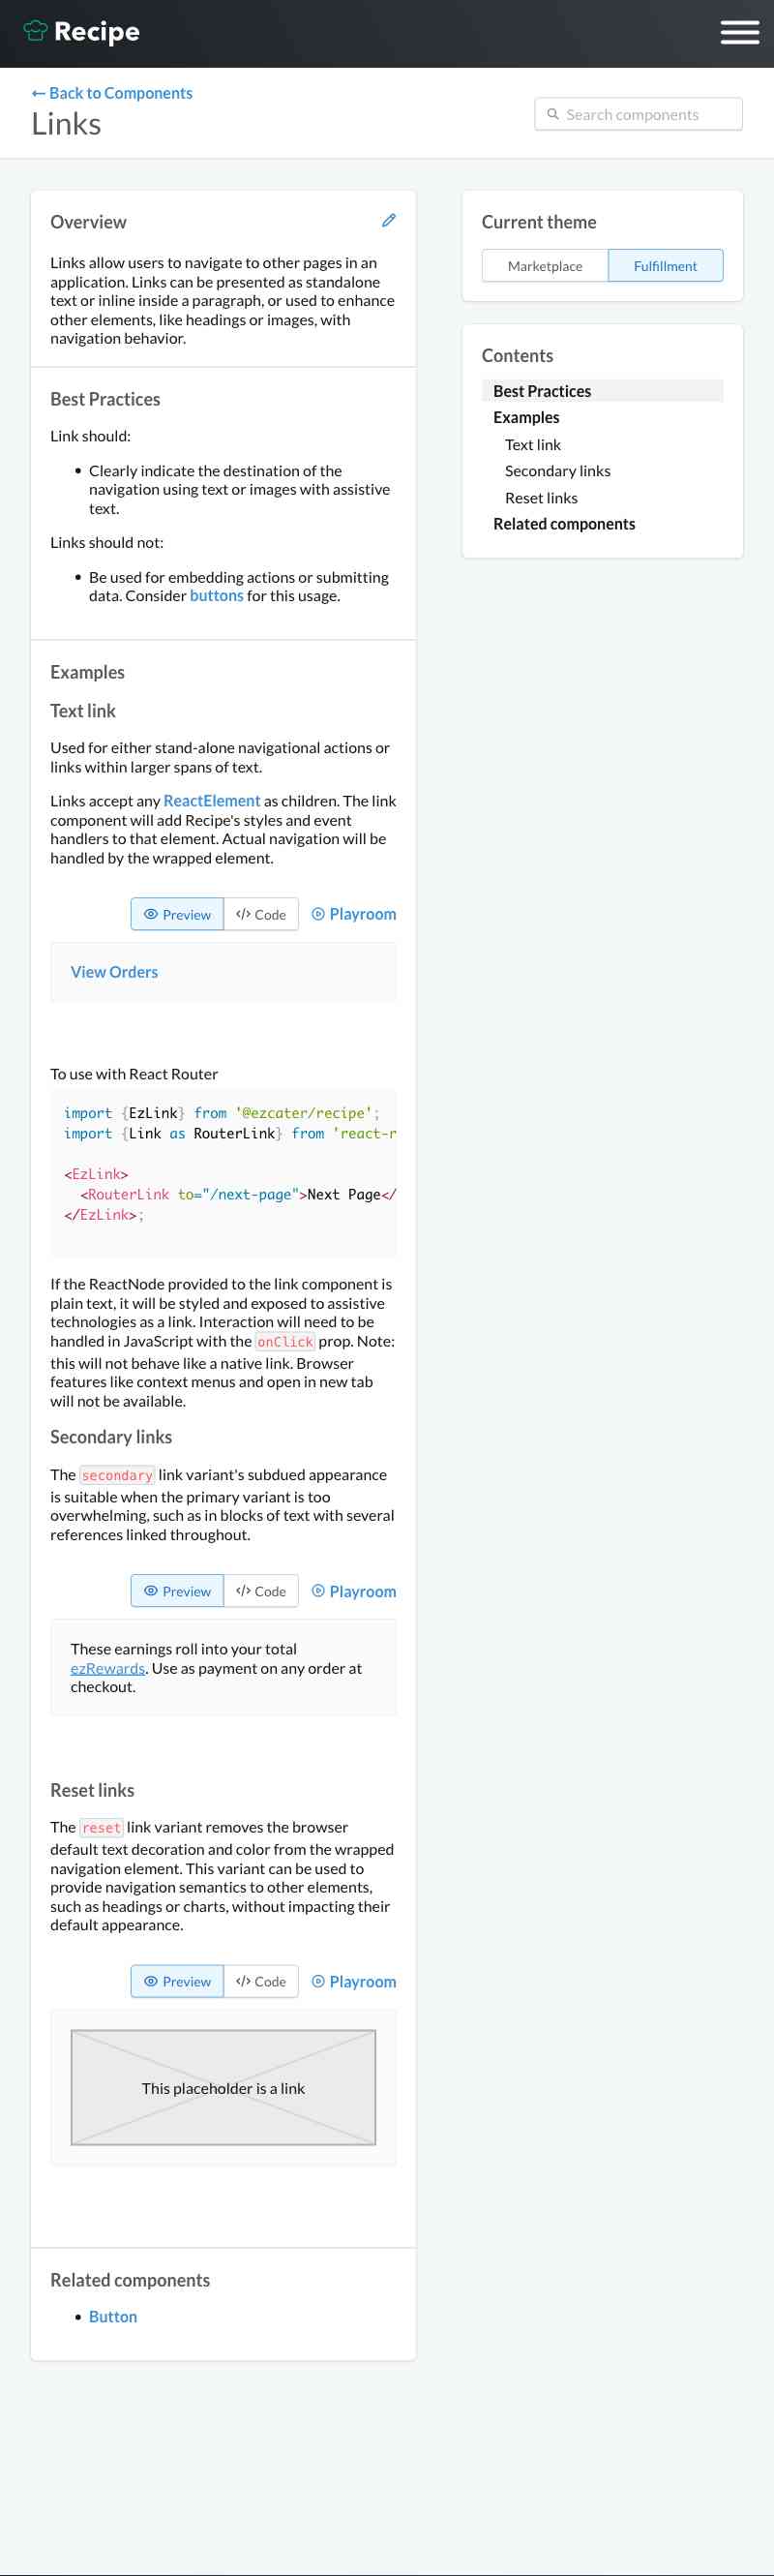 Recipe
← Back to Components
Links
Search components
Overview
Links allow users to navigate to other pages in an
application. Links can be presented as standalone
text or inline inside a paragraph, or used to enhance
other elements, like headings or images, with
navigation behavior.
Best Practices
Link should:
• Clearly indicate the destination of the
navigation using text or images with assistive
text.
Links should not:
• Be used for embedding actions or submitting
data. Consider buttons for this usage.
Examples
Text link
Used for either stand-alone navigational actions or
links within larger spans of text.
Links accept any ReactElement as children. The link
component will add Recipe's styles and event
handlers to that element. Actual navigation will be
handled by the wrapped element.
Preview Code Playroom
View Orders
To use with React Router
import {EzLink} from '@ezcater/recipe';
import {Link as RouterLink} from 'react-r
<EzLink>
<RouterLink to="/next-page">Next Page</
</EzLink>;
If the ReactNode provided to the link component is
plain text, it will be styled and exposed to assistive
technologies as a link. Interaction will need to be
handled in JavaScript with the onClick prop. Note:
this will not behave like a native link. Browser
features like context menus and open in new tab
will not be available.
Secondary links
The secondary link variant's subdued appearance
is suitable when the primary variant is too
overwhelming, such as in blocks of text with several
references linked throughout.
Preview Code Playroom
These earnings roll into your total
ezRewards. Use as payment on any order at
checkout.
Reset links
The reset link variant removes the browser
default text decoration and color from the wrapped
navigation element. This variant can be used to
provide navigation semantics to other elements,
such as headings or charts, without impacting their
default appearance.
Preview Code Playroom
This placeholder is a link
Related components
• Button
Current theme
Marketplace Fulfillment
Contents
Best Practices
Examples
Text link
Secondary links
Reset links
Related components